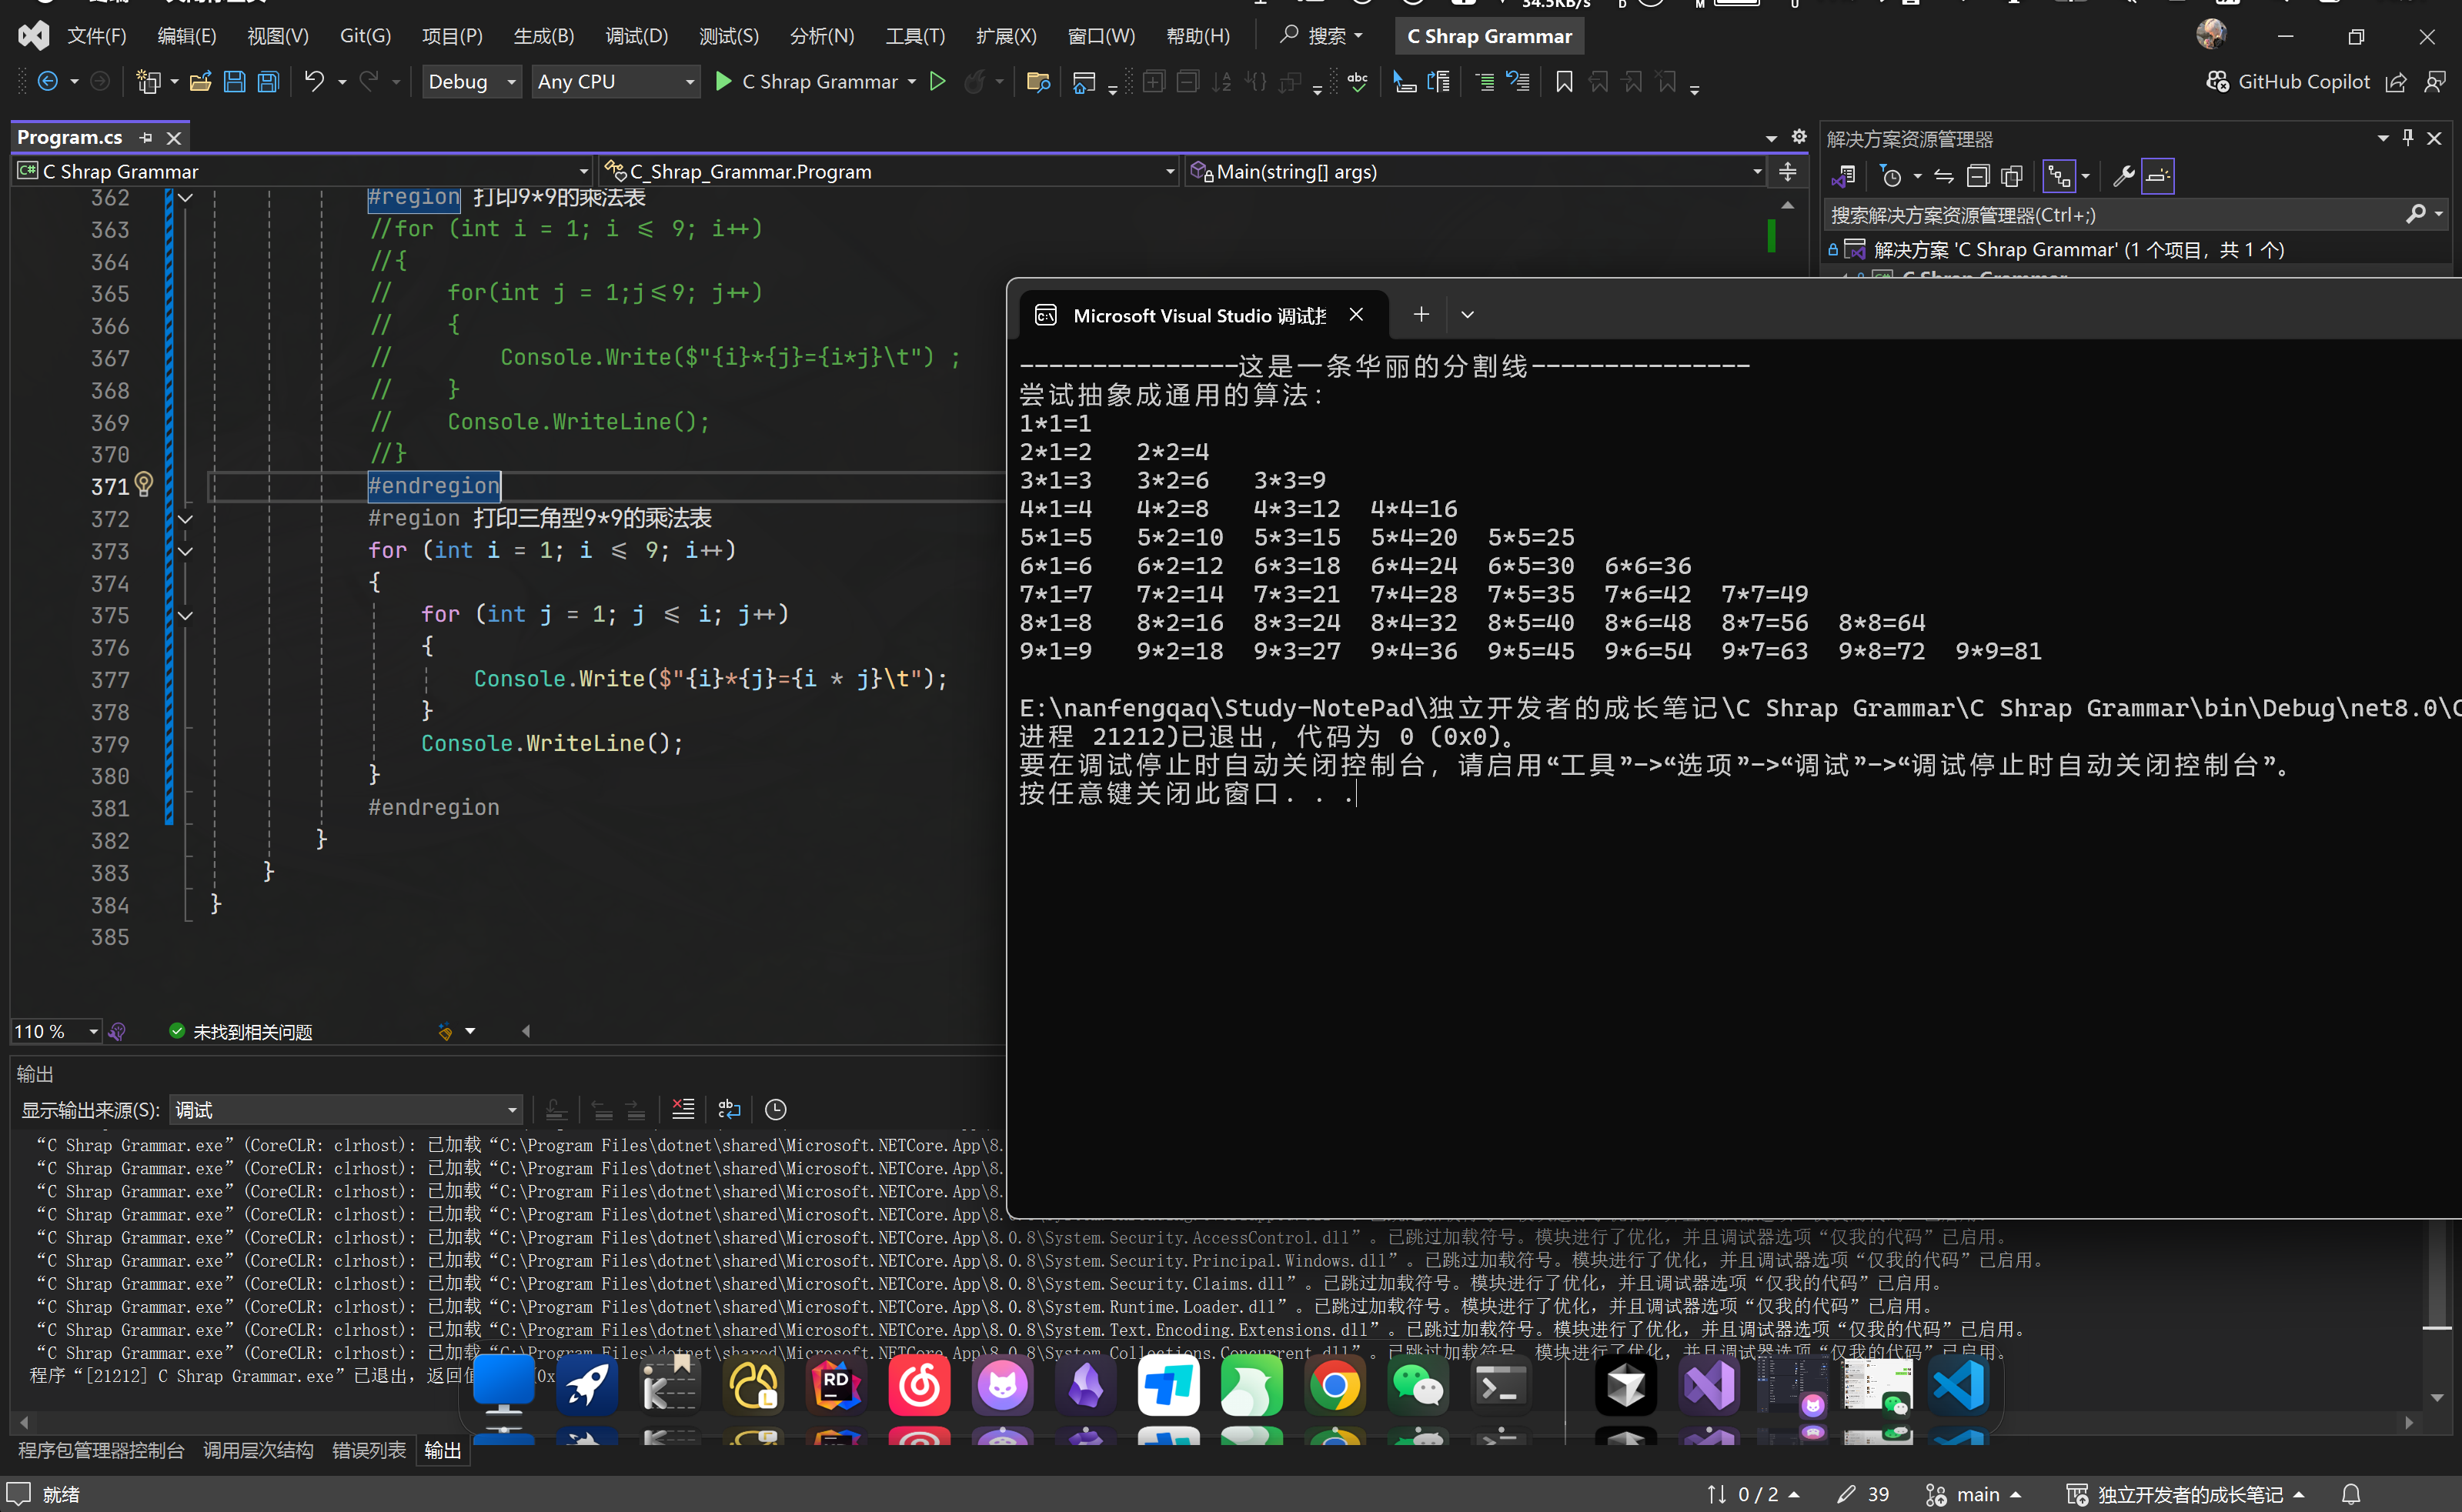 34.5KB/s
文件(F) 编辑(E) 视图(V) Git(G) 项目(P) 生成(B) 调试(D) 测试(S) 分析(N) 工具(T) 扩展(X) 窗口(W) 帮助(H) 搜索 C Shrap Grammar
Debug Any CPU C Shrap Grammar GitHub Copilot
Program.cs
C Shrap Grammar C_Shrap_Grammar.Program Main(string[] args)
362 #region 打印9*9的乘法表
363 //for (int i = 1; i <= 9; i++)
364 //{
365 // for(int j = 1;j<=9; j++)
366 // {
367 // Console.Write($"{i}*{j}={i*j}\t") ;
368 // }
369 // Console.WriteLine();
370 //}
371 #endregion
372 #region 打印三角型9*9的乘法表
373 for (int i = 1; i <= 9; i++)
374 {
375 for (int j = 1; j <= i; j++)
376 {
377 Console.Write($"{i}*{j}={i * j}\t");
378 }
379 Console.WriteLine();
380 }
381 #endregion
382 }
383 }
384 }
385
110 % 未找到相关问题
解决方案资源管理器
搜索解决方案资源管理器(Ctrl+;)
解决方案 'C Shrap Grammar' (1 个项目，共 1 个)
C Shrap Grammar
Microsoft Visual Studio 调试控
---------------这是一条华丽的分割线---------------
尝试抽象成通用的算法：
1*1=1
2*1=2 2*2=4
3*1=3 3*2=6 3*3=9
4*1=4 4*2=8 4*3=12 4*4=16
5*1=5 5*2=10 5*3=15 5*4=20 5*5=25
6*1=6 6*2=12 6*3=18 6*4=24 6*5=30 6*6=36
7*1=7 7*2=14 7*3=21 7*4=28 7*5=35 7*6=42 7*7=49
8*1=8 8*2=16 8*3=24 8*4=32 8*5=40 8*6=48 8*7=56 8*8=64
9*1=9 9*2=18 9*3=27 9*4=36 9*5=45 9*6=54 9*7=63 9*8=72 9*9=81
E:\nanfengqaq\Study-NotePad\独立开发者的成长笔记\C Shrap Grammar\C Shrap Grammar\bin\Debug\net8.0\C
进程 21212)已退出，代码为 0 (0x0)。
要在调试停止时自动关闭控制台，请启用“工具”->“选项”->“调试”->“调试停止时自动关闭控制台”。
按任意键关闭此窗口. . .
输出
显示输出来源(S): 调试
“C Shrap Grammar.exe”(CoreCLR: clrhost): 已加载“C:\Program Files\dotnet\shared\Microsoft.NETCore.App\8.
“C Shrap Grammar.exe”(CoreCLR: clrhost): 已加载“C:\Program Files\dotnet\shared\Microsoft.NETCore.App\8.
“C Shrap Grammar.exe”(CoreCLR: clrhost): 已加载“C:\Program Files\dotnet\shared\Microsoft.NETCore.App\8.
“C Shrap Grammar.exe”(CoreCLR: clrhost): 已加载“C:\Program Files\dotnet\shared\Microsoft.NETCore.App\8.
“C Shrap Grammar.exe”(CoreCLR: clrhost): 已加载“C:\Program Files\dotnet\shared\Microsoft.NETCore.App\8.0.8\System.Security.AccessControl.dll”。已跳过加载符号。模块进行了优化，并且调试器选项“仅我的代码”已启用。
“C Shrap Grammar.exe”(CoreCLR: clrhost): 已加载“C:\Program Files\dotnet\shared\Microsoft.NETCore.App\8.0.8\System.Security.Principal.Windows.dll”。已跳过加载符号。模块进行了优化，并且调试器选项“仅我的代码”已启用。
“C Shrap Grammar.exe”(CoreCLR: clrhost): 已加载“C:\Program Files\dotnet\shared\Microsoft.NETCore.App\8.0.8\System.Security.Claims.dll”。已跳过加载符号。模块进行了优化，并且调试器选项“仅我的代码”已启用。
“C Shrap Grammar.exe”(CoreCLR: clrhost): 已加载“C:\Program Files\dotnet\shared\Microsoft.NETCore.App\8.0.8\System.Runtime.Loader.dll”。已跳过加载符号。模块进行了优化，并且调试器选项“仅我的代码”已启用。
“C Shrap Grammar.exe”(CoreCLR: clrhost): 已加载“C:\Program Files\dotnet\shared\Microsoft.NETCore.App\8.0.8\System.Text.Encoding.Extensions.dll”。已跳过加载符号。模块进行了优化，并且调试器选项“仅我的代码”已启用。
“C Shrap Grammar.exe”(CoreCLR: clrhost): 已加载“C:\Program Files\dotnet\shared\Microsoft.NETCore.App\8.0.8\System.Collections.Concurrent.dll”。已跳过加载符号。模块进行了优化，并且调试器选项“仅我的代码”已启用。
程序“[21212] C Shrap Grammar.exe”已退出，返回值
程序包管理器控制台 调用层次结构 错误列表 输出
就绪 0 / 2 39 main 独立开发者的成长笔记